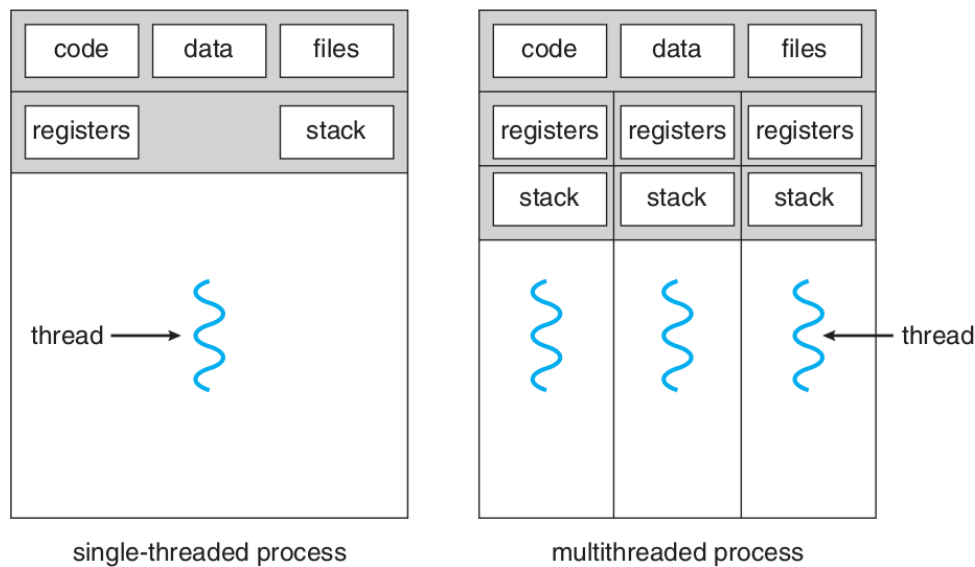 code data files
registers stack
thread
single-threaded process
code data files
registers registers registers
stack stack stack
thread
multithreaded process